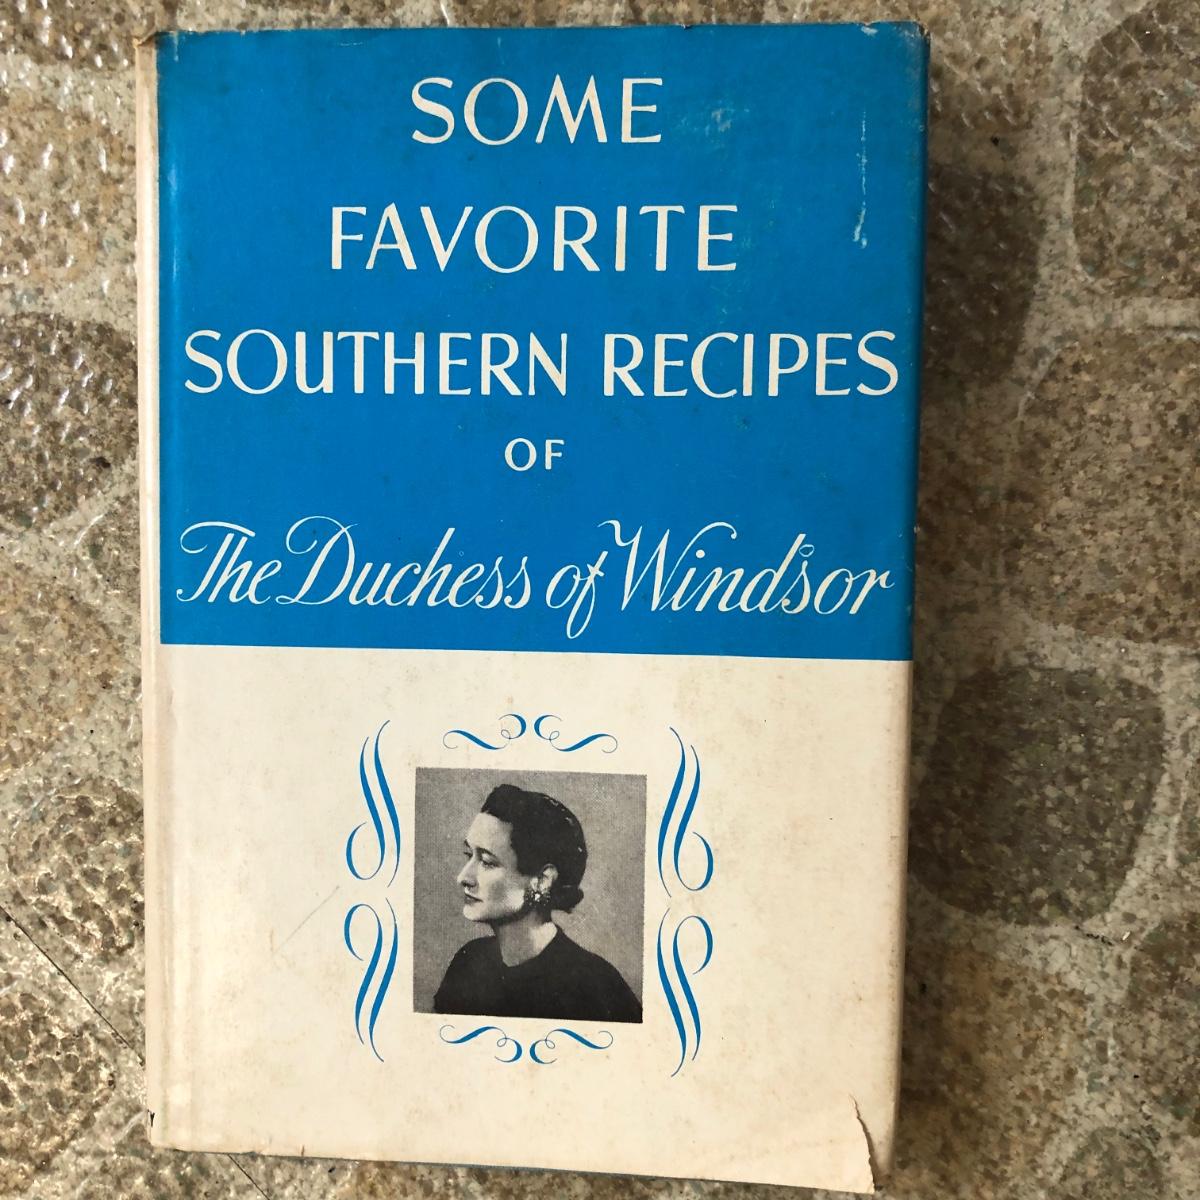 SOME
FAVORITE
SOUTHERN RECIPES
OF
The Duchess of Windsor